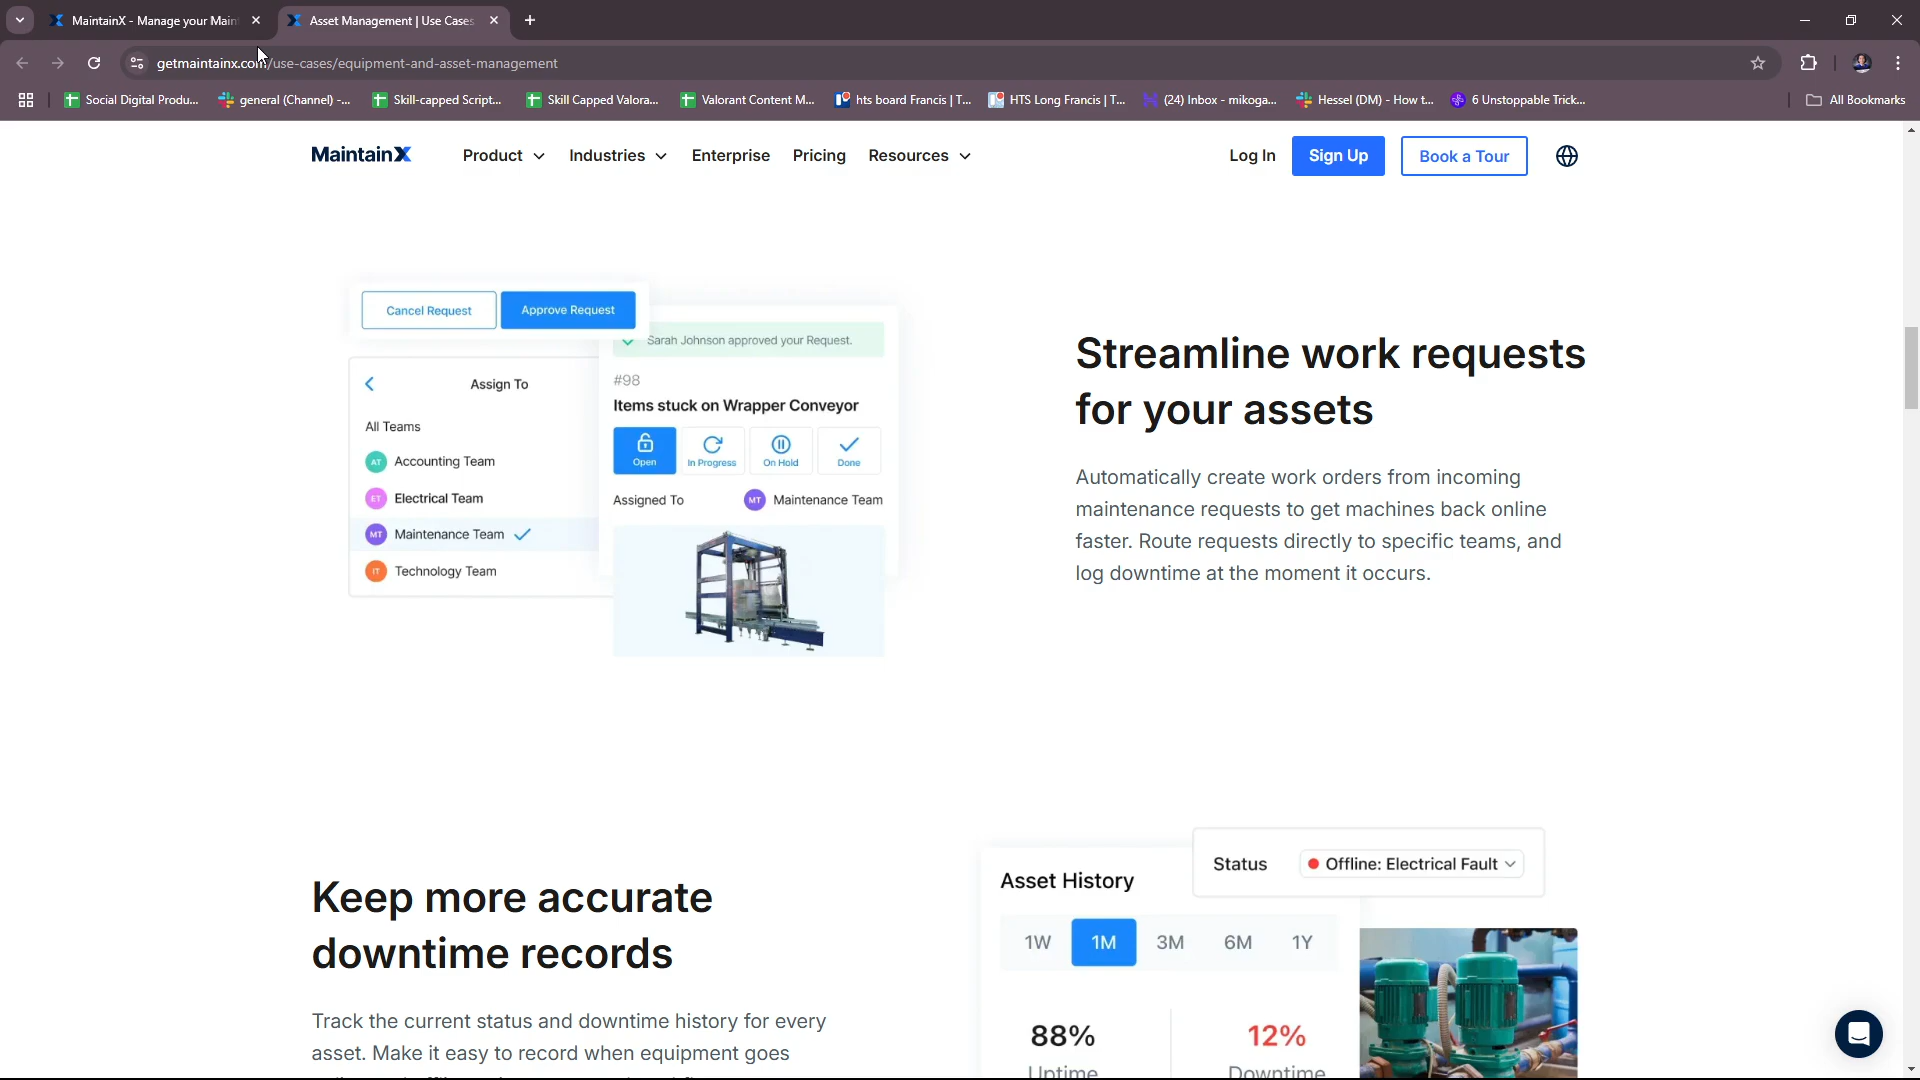 MaintainX - Manage your Main
Asset Management | Use Cases
getmaintainx.com/use-cases/equipment-and-asset-management
Social Digital Produ...
general (Channel) -...
Skill-capped Script...
Skill Capped Valora...
Valorant Content M...
hts board Francis | T...
HTS Long Francis | T...
(24) Inbox - mikoga...
Hessel (DM) - How t...
6 Unstoppable Trick...
All Bookmarks
MaintainX
Product
Industries
Enterprise
Pricing
Resources
Log In
Sign Up
Book a Tour
Cancel Request
Approve Request
Sarah Johnson approved your Request.
Assign To
All Teams
AT Accounting Team
ET Electrical Team
MT Maintenance Team
IT Technology Team
#98
Items stuck on Wrapper Conveyor
Open
In Progress
On Hold
Done
Assigned To
MT Maintenance Team
Streamline work requests
for your assets
Automatically create work orders from incoming
maintenance requests to get machines back online
faster. Route requests directly to specific teams, and
log downtime at the moment it occurs.
Keep more accurate
downtime records
Track the current status and downtime history for every
asset. Make it easy to record when equipment goes
Asset History
Status
Offline: Electrical Fault
1W
1M
3M
6M
1Y
88%
Uptime
12%
Downtime